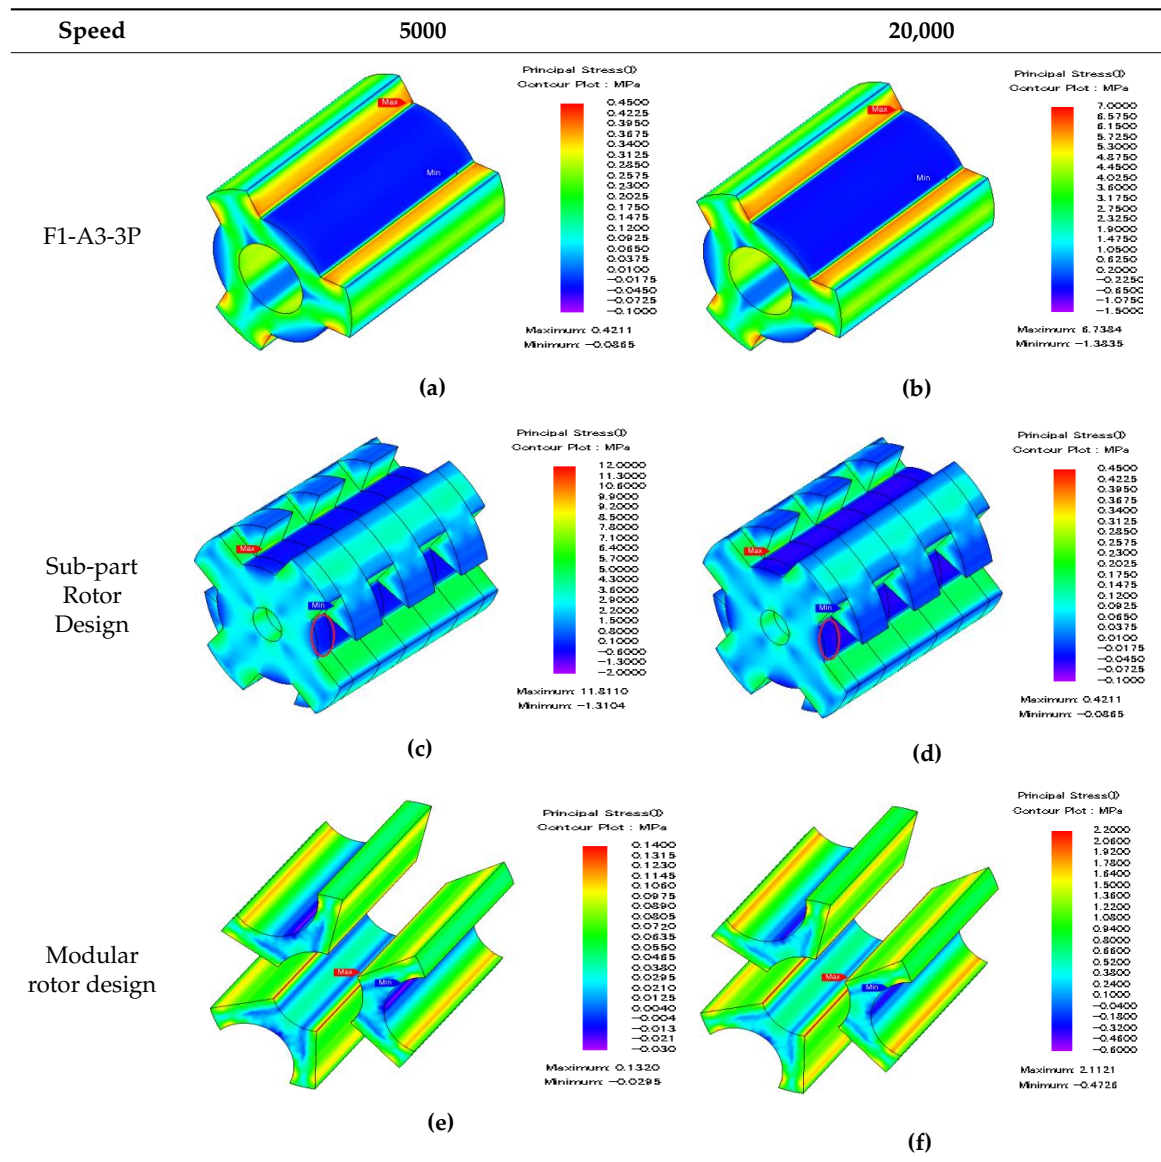 Speed 5000 20,000
F1-A3-3P
Principal Stress(I)
Contour Plot : MPa
0.4500
0.4225
0.3950
0.3675
0.3400
0.3125
0.2850
0.2575
0.2300
0.2025
0.1750
0.1475
0.1200
0.0925
0.0650
0.0375
0.0100
-0.0175
-0.0450
-0.0725
-0.1000
Maximum: 0.4211
Minimum: -0.0865
Max
Min
(a)
Principal Stress(I)
Contour Plot : MPa
7.0000
6.5750
6.1500
5.7250
5.3000
4.8750
4.4500
4.0250
3.6000
3.1750
2.7500
2.3250
1.9000
1.4750
1.0500
0.6250
0.2000
-0.2250
-0.6500
-1.0750
-1.5000
Maximum: 6.7384
Minimum: -1.3835
Max
Min
(b)
Sub-part
Rotor
Design
Principal Stress(I)
Contour Plot : MPa
12.0000
11.3000
10.6000
9.9000
9.2000
8.5000
7.8000
7.1000
6.4000
5.7000
5.0000
4.3000
3.6000
2.9000
2.2000
1.5000
0.8000
0.1000
-0.6000
-1.3000
-2.0000
Maximum: 11.8110
Minimum: -1.3104
Max
Min
(c)
Principal Stress(I)
Contour Plot : MPa
0.4500
0.4225
0.3950
0.3675
0.3400
0.3125
0.2850
0.2575
0.2300
0.2025
0.1750
0.1475
0.1200
0.0925
0.0650
0.0375
0.0100
-0.0175
-0.0450
-0.0725
-0.1000
Maximum: 0.4211
Minimum: -0.0865
Max
Min
(d)
Modular
rotor design
Principal Stress(I)
Contour Plot : MPa
0.1400
0.1315
0.1230
0.1145
0.1060
0.0975
0.0890
0.0805
0.0720
0.0635
0.0550
0.0465
0.0380
0.0295
0.0210
0.0125
0.0040
-0.004
-0.013
-0.021
-0.030
Maximum: 0.1320
Minimum: -0.0295
Max
Min
(e)
Principal Stress(I)
Contour Plot : MPa
2.2000
2.0600
1.9200
1.7800
1.6400
1.5000
1.3600
1.2200
1.0800
0.9400
0.8000
0.6600
0.5200
0.3800
0.2400
0.1000
-0.0400
-0.1800
-0.3200
-0.4600
-0.6000
Maximum: 2.1121
Minimum: -0.4726
Max
Min
(f)